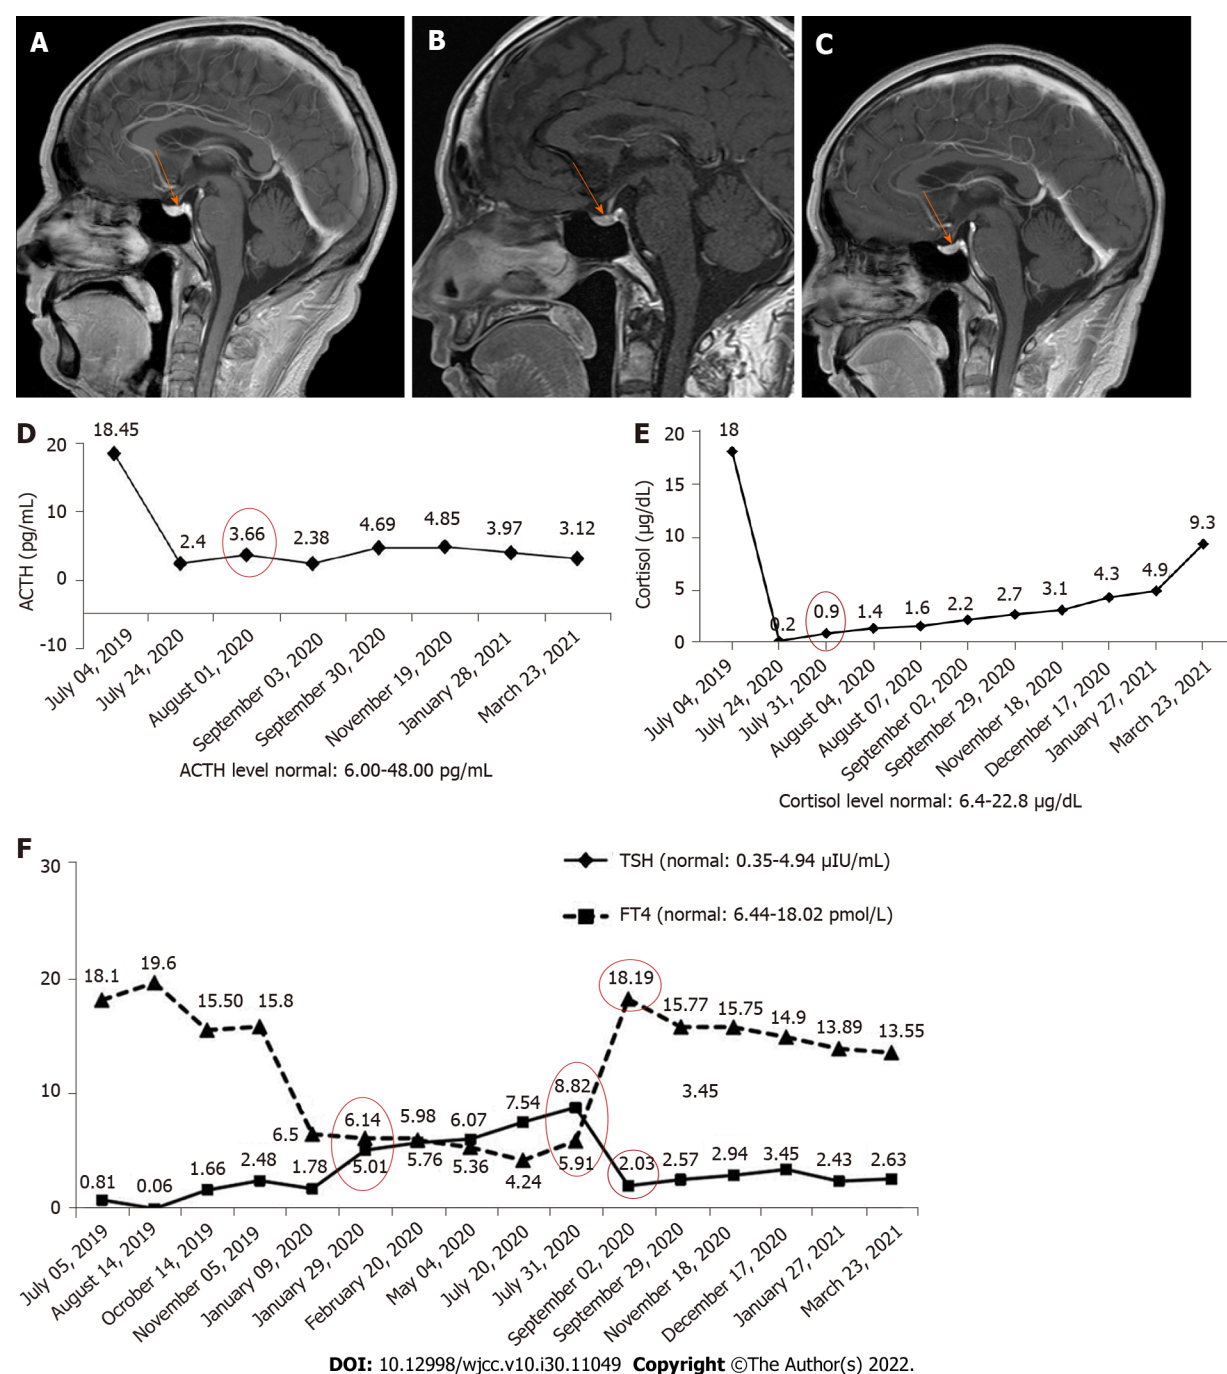 A
B
C
D
18.45
20
10
0
-10
ACTH (pg/mL)
2.4
3.66
2.38
4.69
4.85
3.97
3.12
July 04, 2019
July 24, 2020
August 01, 2020
September 03, 2020
September 30, 2020
November 19, 2020
January 28, 2021
March 23, 2021
ACTH level normal: 6.00-48.00 pg/mL
E
18
20
15
10
5
0
Cortisol (µg/dL)
0.2
0.9
1.4
1.6
2.2
2.7
3.1
4.3
4.9
9.3
July 04, 2019
July 24, 2020
July 31, 2020
August 04, 2020
August 07, 2020
September 02, 2020
September 29, 2020
November 18, 2020
December 17, 2020
January 27, 2021
March 23, 2021
Cortisol level normal: 6.4-22.8 µg/dL
F
30
20
10
0
TSH (normal: 0.35-4.94 µIU/mL)
FT4 (normal: 6.44-18.02 pmol/L)
18.1
19.6
15.50
15.8
6.5
6.14
5.98
5.36
4.24
5.91
18.19
15.77
15.75
14.9
13.89
13.55
3.45
0.81
0.06
1.66
2.48
1.78
5.01
5.76
6.07
7.54
8.82
2.03
2.57
2.94
3.45
2.43
2.63
July 05, 2019
August 14, 2019
October 14, 2019
November 05, 2019
January 09, 2020
January 29, 2020
February 20, 2020
May 04, 2020
July 20, 2020
July 31, 2020
September 02, 2020
September 29, 2020
November 18, 2020
December 17, 2020
January 27, 2021
March 23, 2021
DOI: 10.12998/wjcc.v10.i30.11049 Copyright ©The Author(s) 2022.